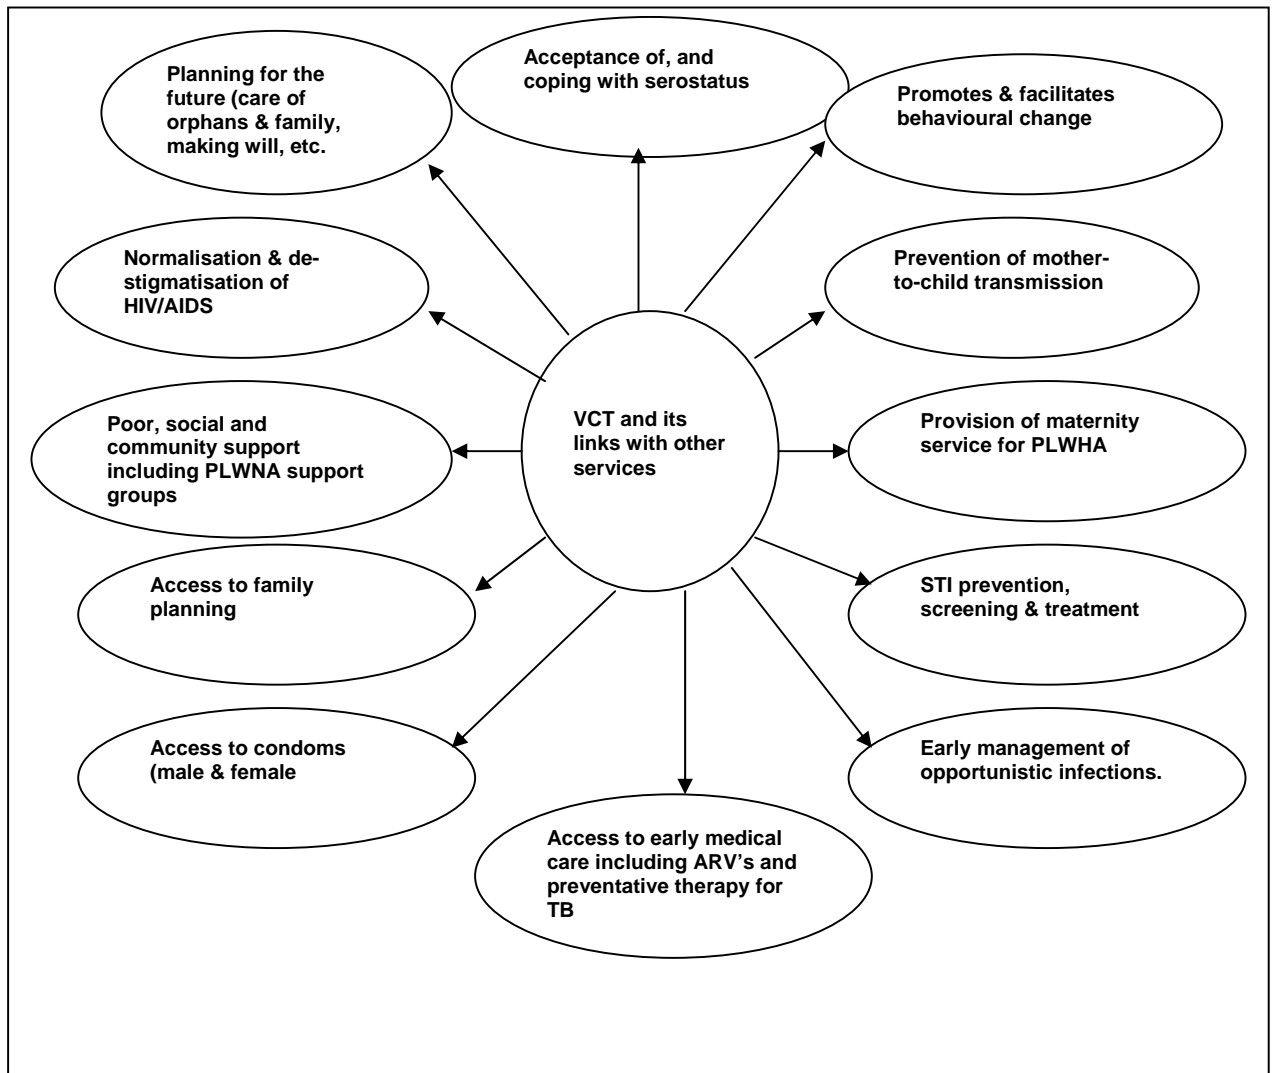 Acceptance of, and
coping with serostatus
Planning for the
future (care of
orphans & family,
making will, etc.
Promotes & facilitates
behavioural change
Normalisation & de-
stigmatisation of
HIV/AIDS
Prevention of mother-
to-child transmission
Poor, social and
community support
including PLWNA support
groups
VCT and its
links with other
services
Provision of maternity
service for PLWHA
Access to family
planning
STI prevention,
screening & treatment
Access to condoms
(male & female
Early management of
opportunistic infections.
Access to early medical
care including ARV's and
preventative therapy for
TB